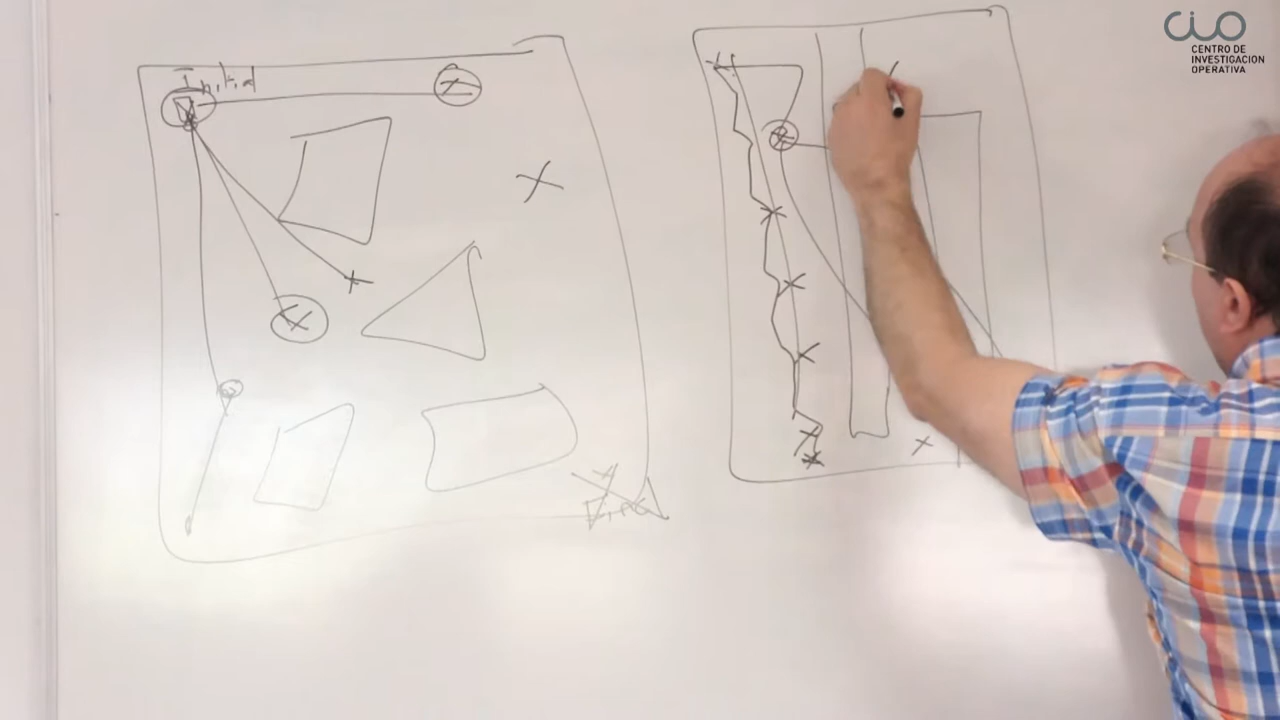 Initial
CIO
CENTRO DE
INVESTIGACION
OPERATIVA